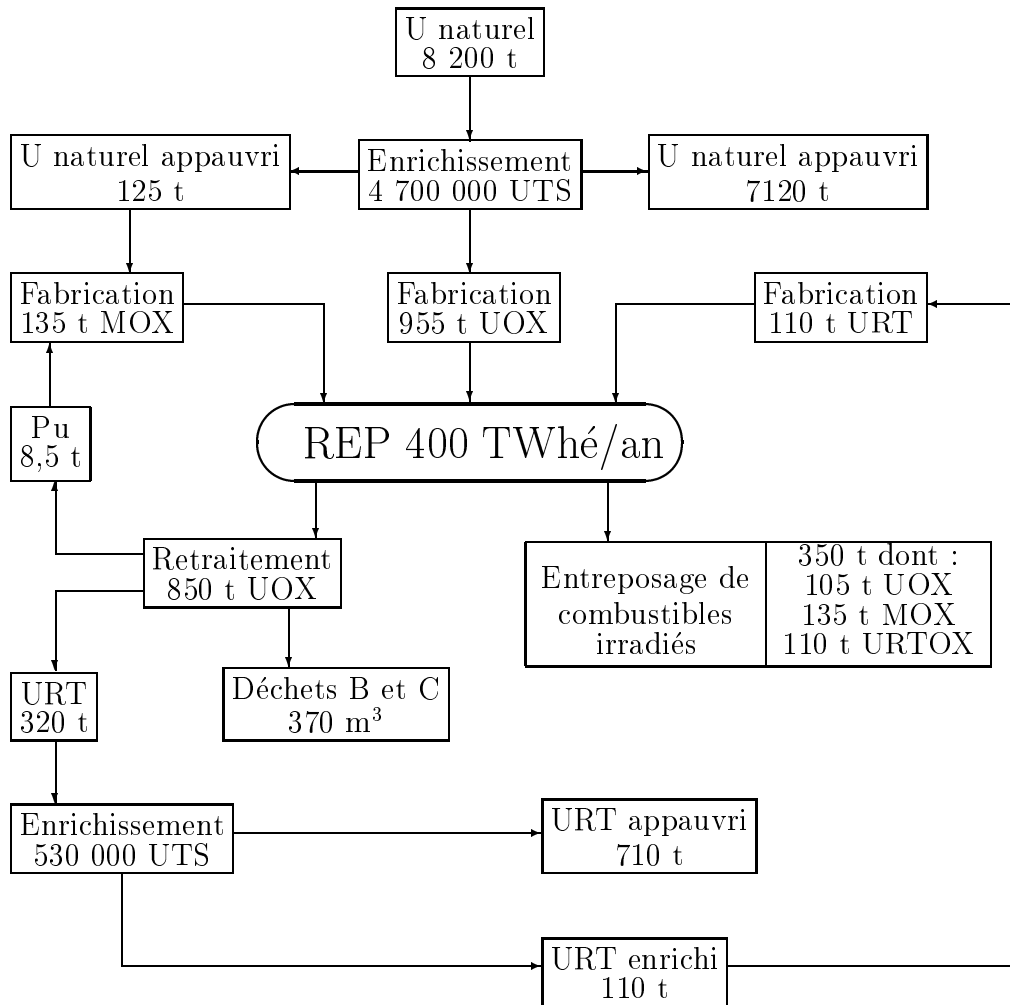 U naturel
8 200 t
U naturel appauvri
125 t
Enrichissement
4 700 000 UTS
U naturel appauvri
7120 t
Fabrication
135 t MOX
Fabrication
955 t UOX
Fabrication
110 t URT
Pu
8,5 t
REP 400 TWhé/an
Retraitement
850 t UOX
Entreposage de
combustibles
irradiés
350 t dont :
105 t UOX
135 t MOX
110 t URTOX
URT
320 t
Déchets B et C
370 m³
Enrichissement
530 000 UTS
URT appauvri
710 t
URT enrichi
110 t